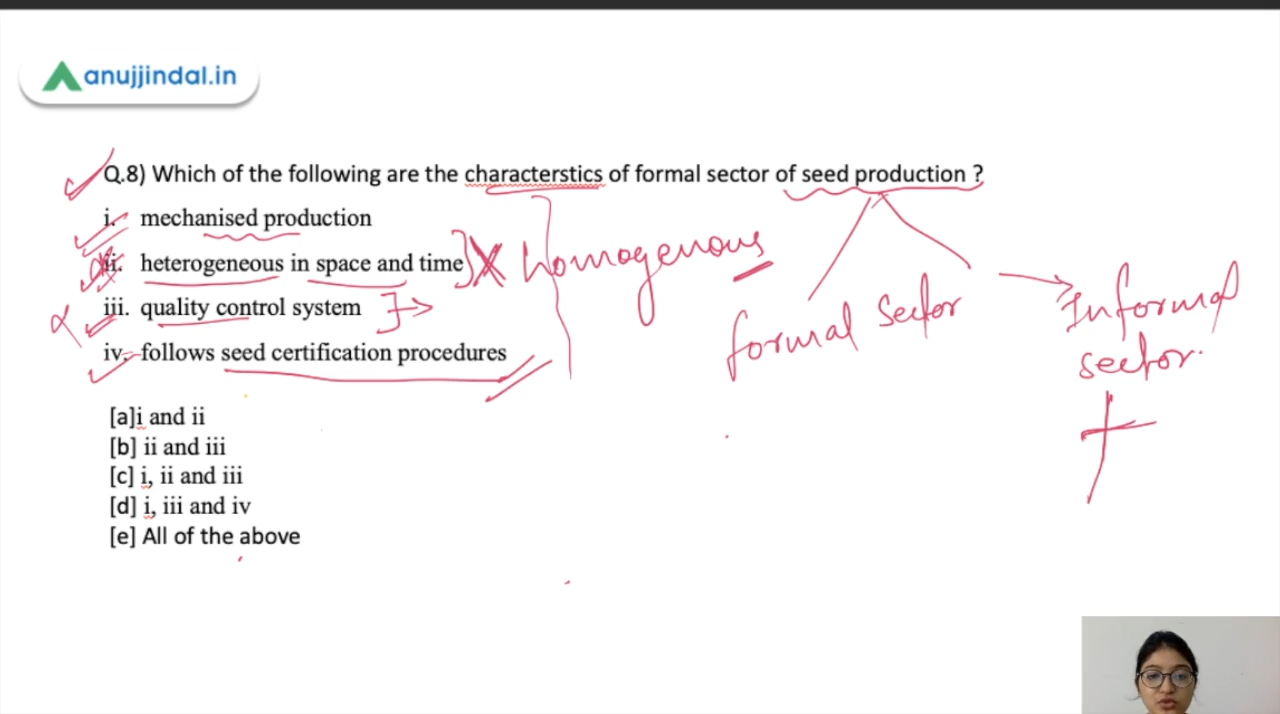 anujjindal.in
Q.8) Which of the following are the characterstics of formal sector of seed production ?
i. mechanised production
ii. heterogeneous in space and time
homogenous
iii. quality control system
formal Sector
Informal
sector.
iv. follows seed certification procedures
[a]i and ii
[b] ii and iii
[c] i, ii and iii
[d] i, iii and iv
[e] All of the above